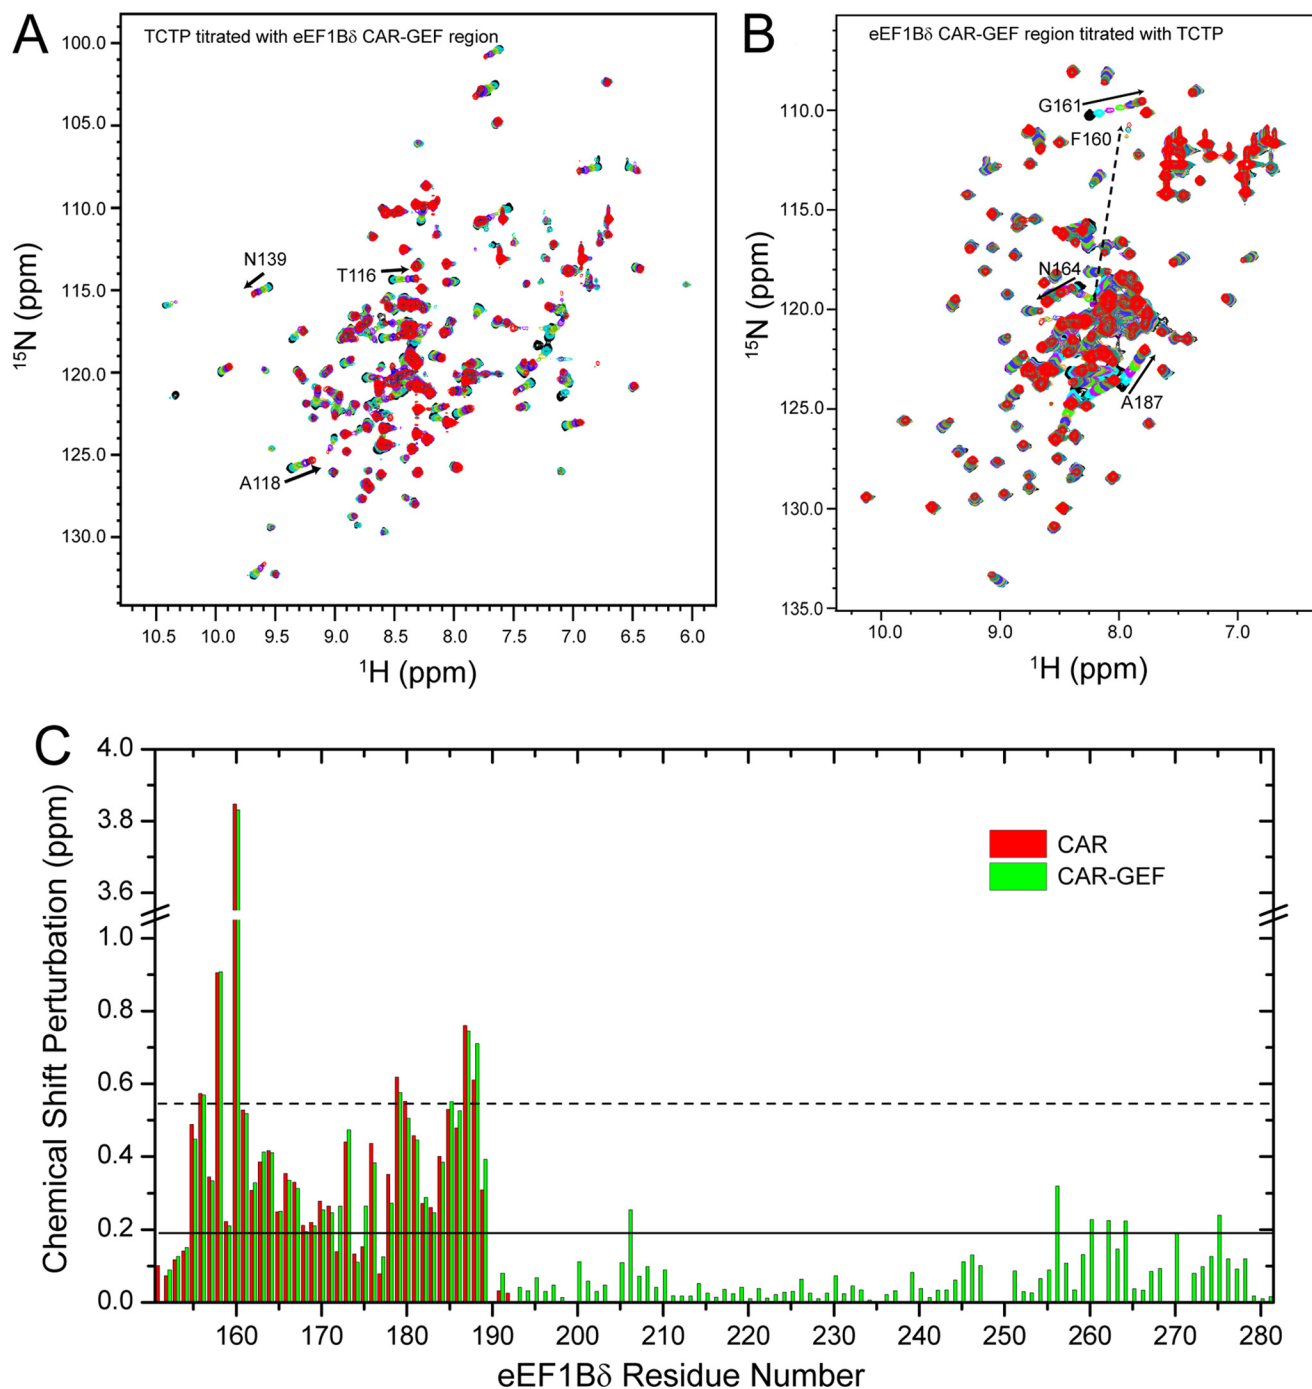 A
TCTP titrated with eEF1Bδ CAR-GEF region
100.0
105.0
110.0
115.0
120.0
125.0
130.0
¹⁵N (ppm)
N139
T116
A118
10.5 10.0 9.5 9.0 8.5 8.0 7.5 7.0 6.5 6.0
¹H (ppm)
B
eEF1Bδ CAR-GEF region titrated with TCTP
110.0
115.0
120.0
125.0
130.0
135.0
¹⁵N (ppm)
G161
F160
N164
A187
10.0 9.0 8.0 7.0
¹H (ppm)
C
4.0
3.8
3.6
1.0
0.8
0.6
0.4
0.2
0.0
Chemical Shift Perturbation (ppm)
CAR
CAR-GEF
160 170 180 190 200 210 220 230 240 250 260 270 280
eEF1Bδ Residue Number